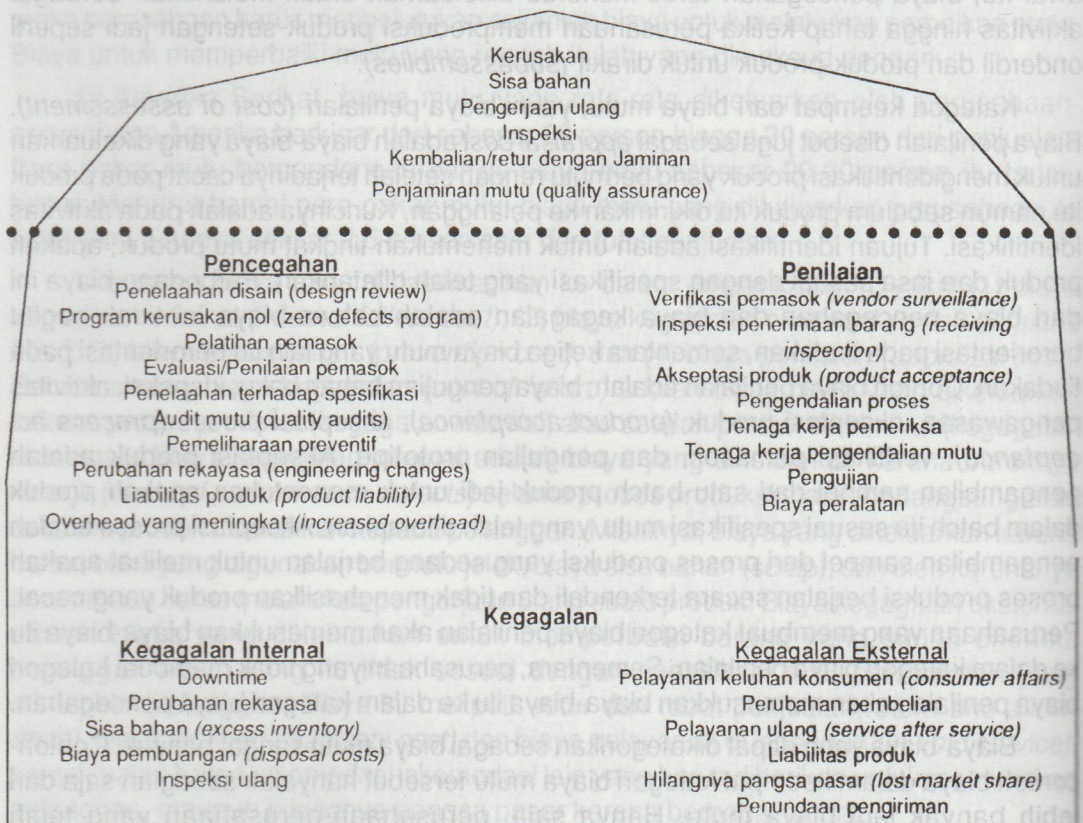 Kerusakan
Sisa bahan
Pengerjaan ulang
Inspeksi
Kembalian/retur dengan Jaminan
Penjaminan mutu (quality assurance)
Pencegahan
Penelaahan disain (design review)
Program kerusakan nol (zero defects program)
Pelatihan pemasok
Evaluasi/Penilaian pemasok
Penelaahan terhadap spesifikasi
Audit mutu (quality audits)
Pemeliharaan preventif
Perubahan rekayasa (engineering changes)
Liabilitas produk (product liability)
Overhead yang meningkat (increased overhead)
Penilaian
Verifikasi pemasok (vendor surveillance)
Inspeksi penerimaan barang (receiving
inspection)
Akseptasi produk (product acceptance)
Pengendalian proses
Tenaga kerja pemeriksa
Tenaga kerja pengendalian mutu
Pengujian
Biaya peralatan
Kegagalan
Kegagalan Internal
Downtime
Perubahan rekayasa
Sisa bahan (excess inventory)
Biaya pembuangan (disposal costs)
Inspeksi ulang
Kegagalan Eksternal
Pelayanan keluhan konsumen (consumer affairs)
Perubahan pembelian
Pelayanan ulang (service after service)
Liabilitas produk
Hilangnya pangsa pasar (lost market share)
Penundaan pengiriman